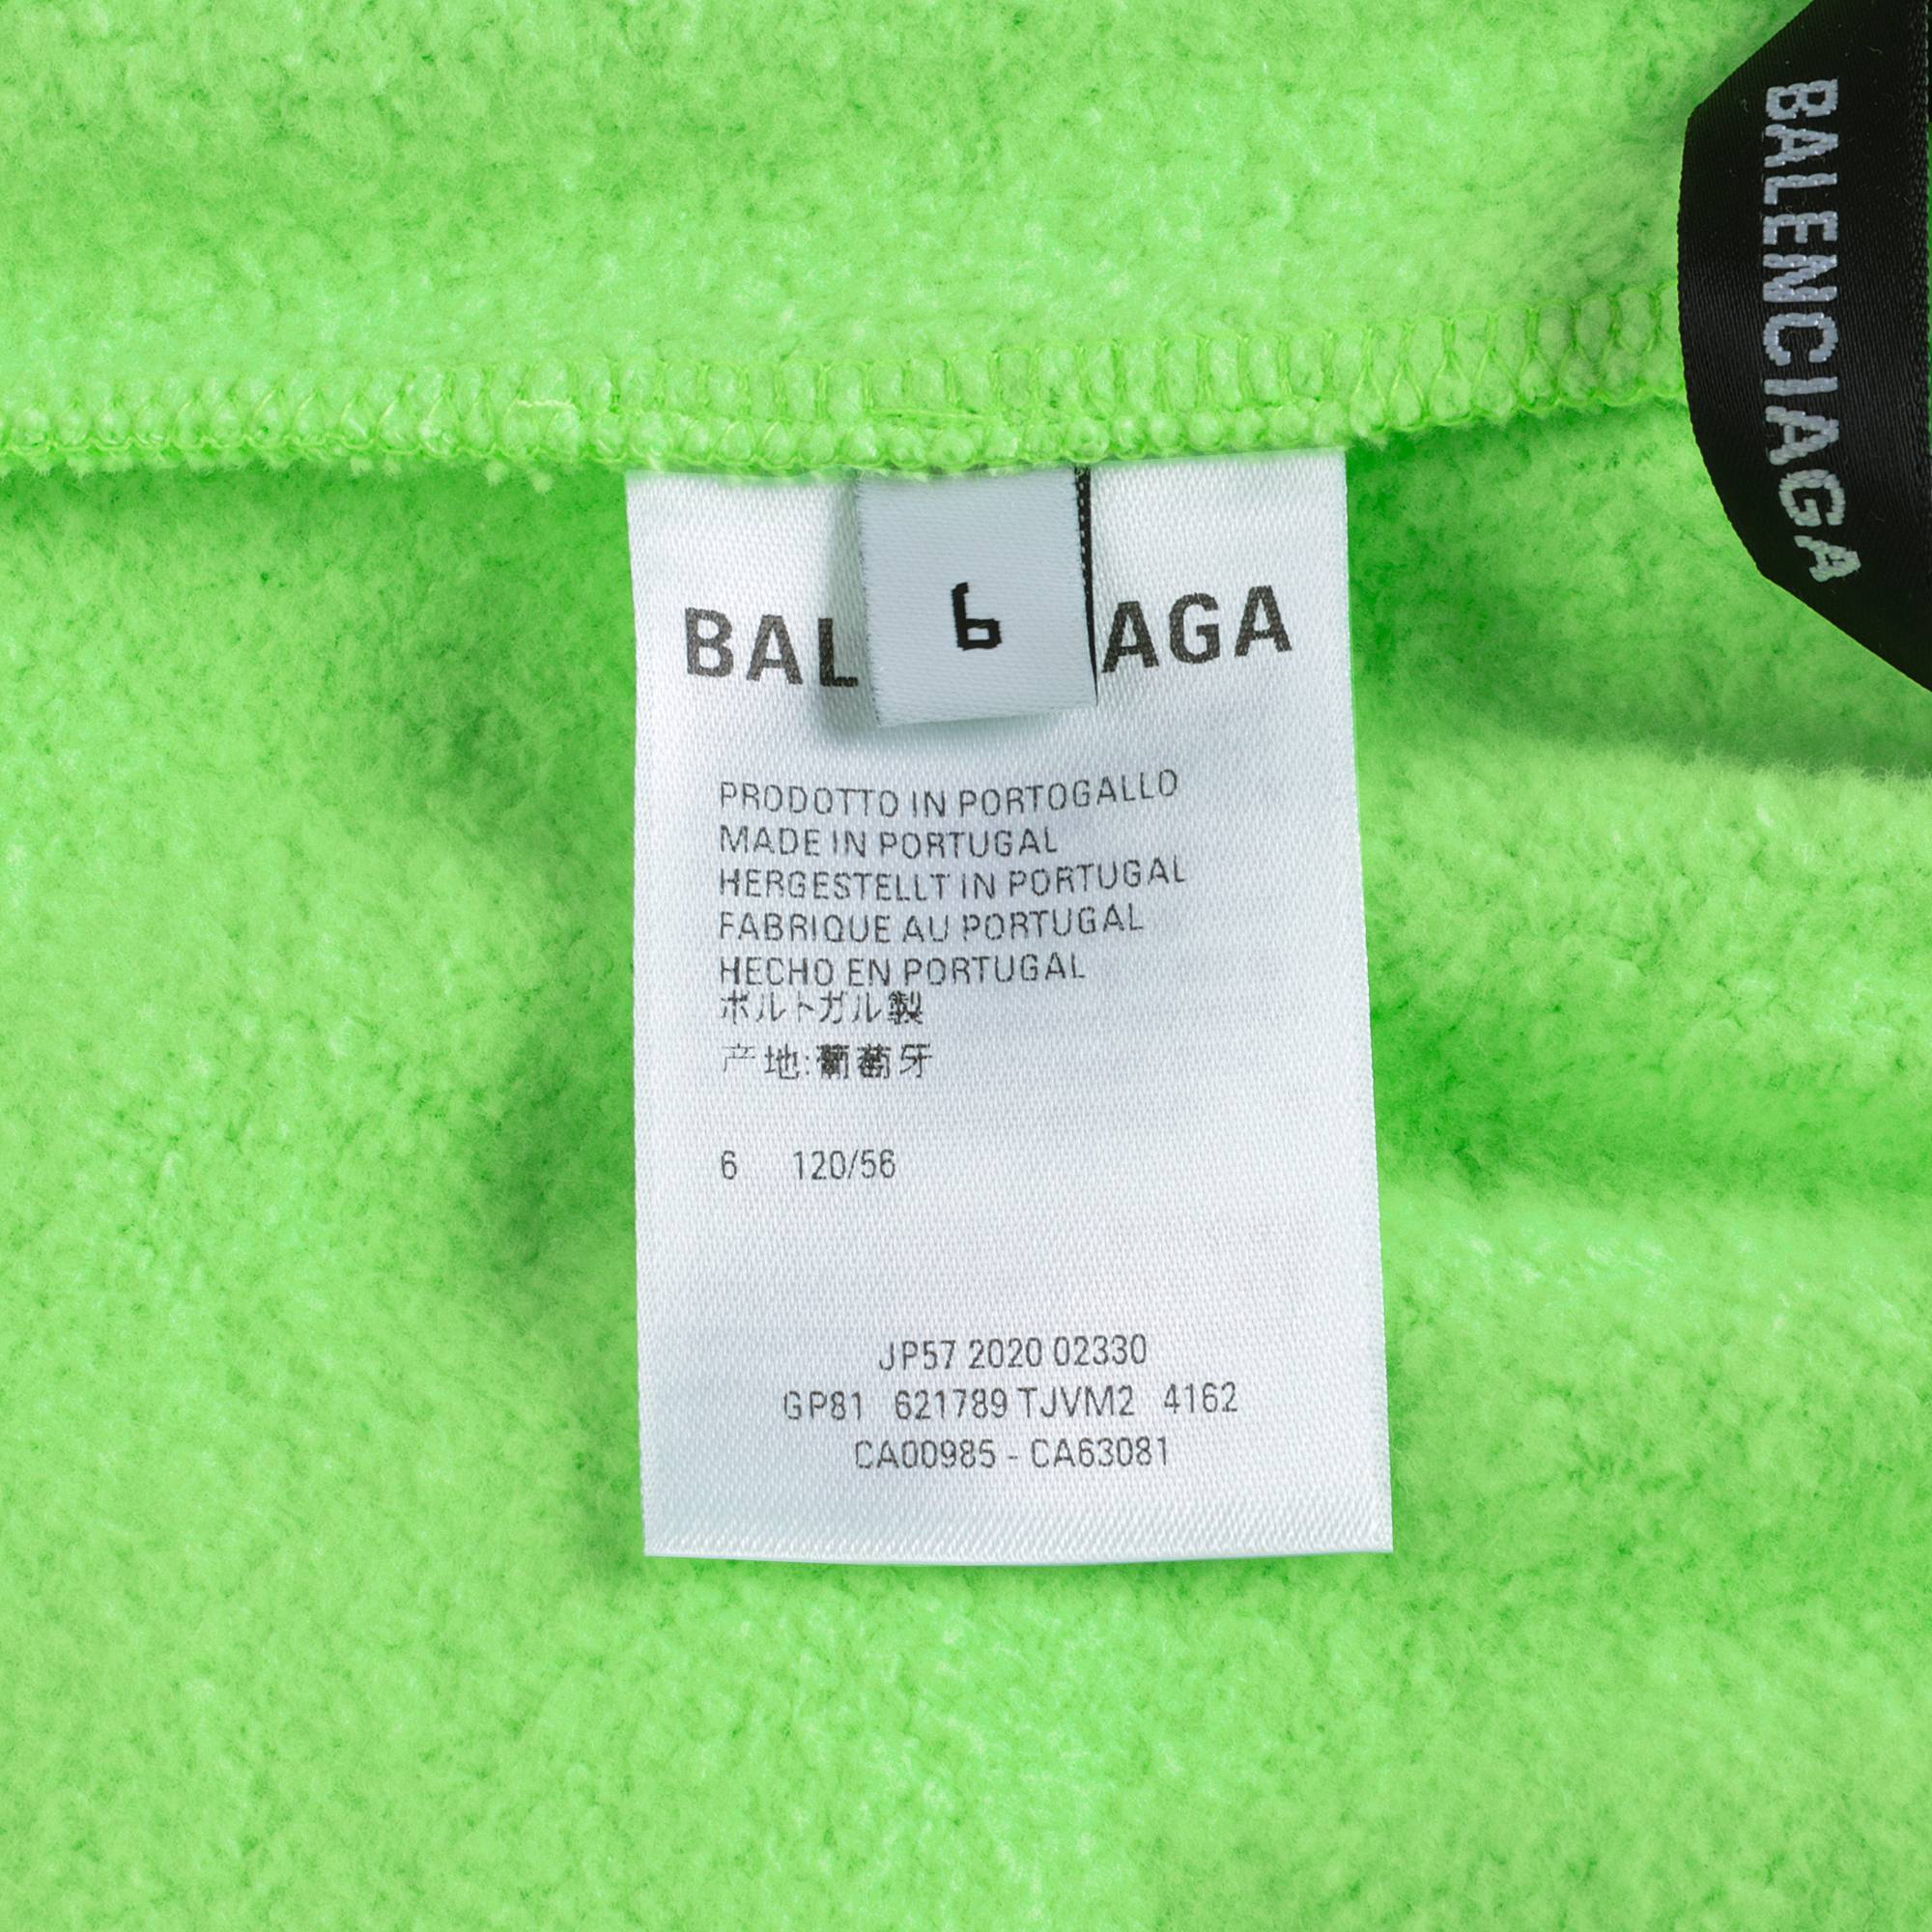 BALENCIAGA
6
BAL AGA
PRODOTTO IN PORTOGALLO
MADE IN PORTUGAL
HERGESTELLT IN PORTUGAL
FABRIQUE AU PORTUGAL
HECHO EN PORTUGAL
ポルトガル製
产地:葡萄牙
6 120/56
JP57 2020 02330
GP81 621789 TJVM2 4162
CA00985 - CA63081